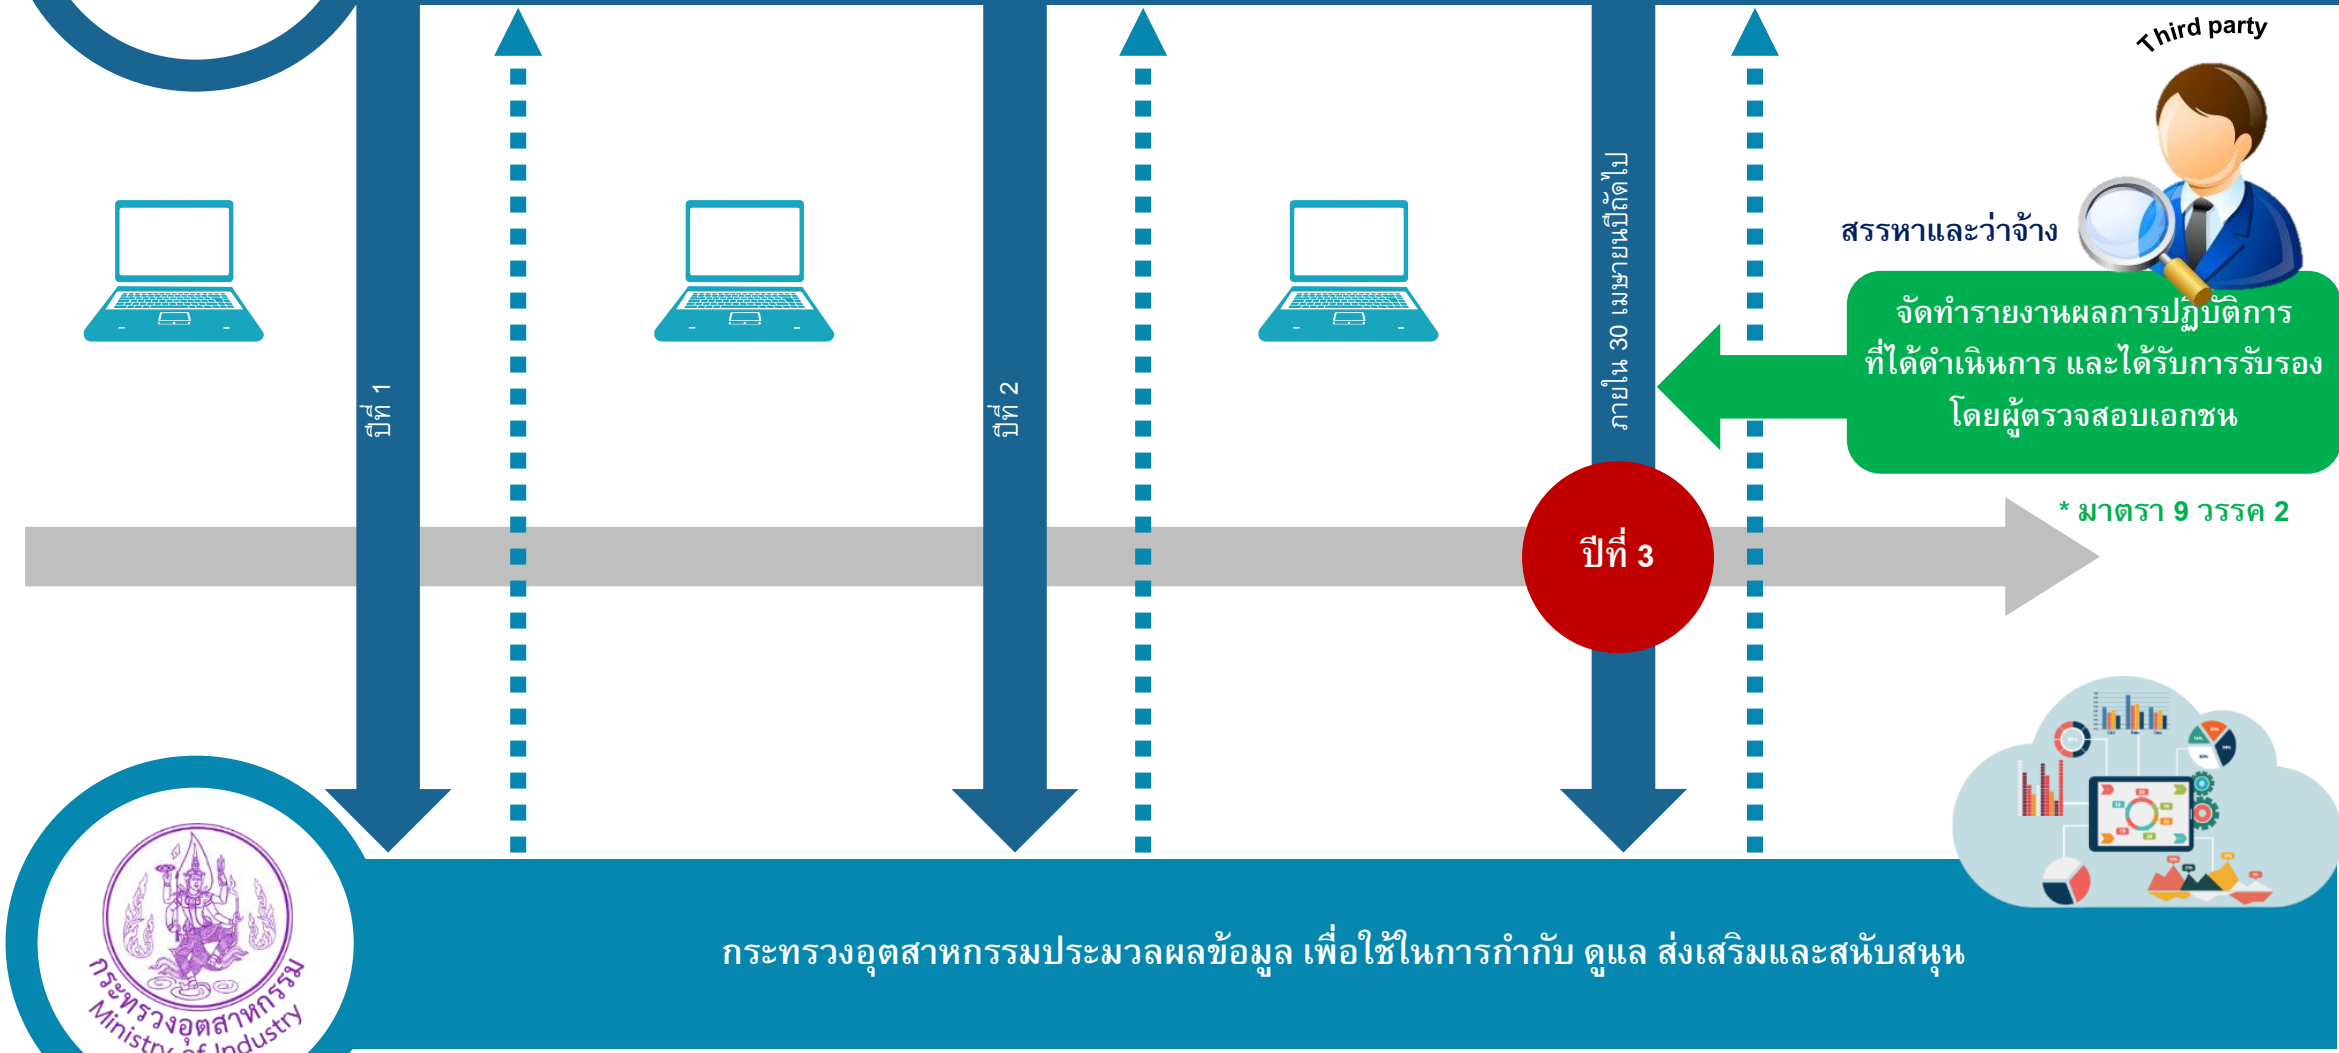 Third party
สรรหาและว่าจ้าง
จัดทำรายงานผลการปฏิบัติการ
ที่ได้ดำเนินการ และได้รับการรับรอง
โดยผู้ตรวจสอบเอกชน
* มาตรา 9 วรรค 2
ปีที่ 1
ปีที่ 2
ภายใน 30 เมษายนปีถัดไป
ปีที่ 3
กระทรวงอุตสาหกรรมประมวลผลข้อมูล เพื่อใช้ในการกำกับ ดูแล ส่งเสริมและสนับสนุน
กระทรวงอุตสาหกรรม
Ministry of Industry